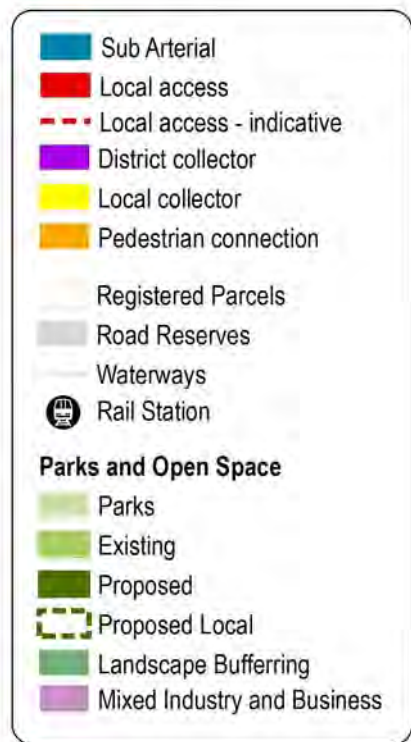 Sub Arterial
Local access
Local access - indicative
District collector
Local collector
Pedestrian connection
Registered Parcels
Road Reserves
Waterways
Rail Station
Parks and Open Space
Parks
Existing
Proposed
Proposed Local
Landscape Bufferring
Mixed Industry and Business